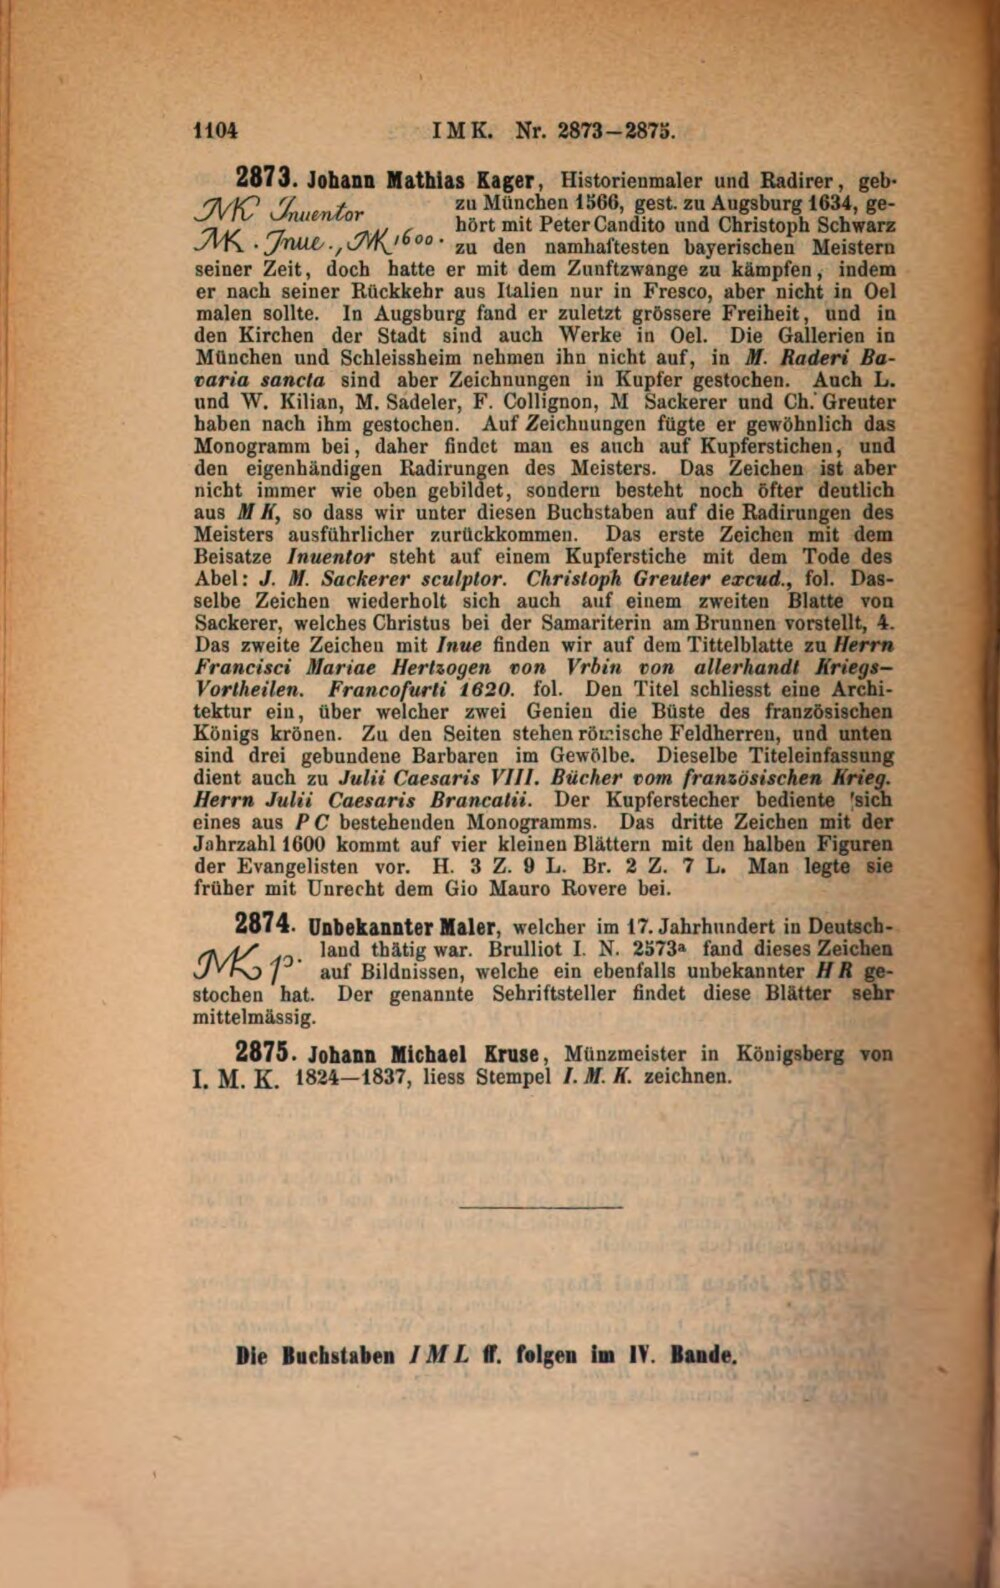 1104 IMK. Nr. 2873—2875.
2873. Johann Mathias Kager, Historienmaler und Radirer, geb-
JMK Inuentor zu München 1566, gest. zu Augsburg 1634, ge-
hört mit Peter Candito und Christoph Schwarz
JMK. Jnue., JMK 1600. zu den namhaftesten bayerischen Meistern
seiner Zeit, doch hatte er mit dem Zunftzwange zu kämpfen, indem
er nach seiner Rückkehr aus Italien nur in Fresco, aber nicht in Oel
malen sollte. In Augsburg fand er zuletzt grössere Freiheit, und in
den Kirchen der Stadt sind auch Werke in Oel. Die Gallerien in
München und Schleissheim nehmen ihn nicht auf, in M. Raderi Ba-
varia sancta sind aber Zeichnungen in Kupfer gestochen. Auch L.
und W. Kilian, M. Sadeler, F. Collignon, M Sackerer und Ch. Greuter
haben nach ihm gestochen. Auf Zeichnungen fügte er gewöhnlich das
Monogramm bei, daher findet man es auch auf Kupferstichen, und
den eigenhändigen Radirungen des Meisters. Das Zeichen ist aber
nicht immer wie oben gebildet, sondern besteht noch öfter deutlich
aus M K, so dass wir unter diesen Buchstaben auf die Radirungen des
Meisters ausführlicher zurückkommen. Das erste Zeichen mit dem
Beisatze Inuentor steht auf einem Kupferstiche mit dem Tode des
Abel: J. M. Sackerer sculptor. Christoph Greuter excud., fol. Das-
selbe Zeichen wiederholt sich auch auf einem zweiten Blatte von
Sackerer, welches Christus bei der Samariterin am Brunnen vorstellt, 4.
Das zweite Zeichen mit Inue finden wir auf dem Tittelblatte zu Herrn
Francisci Mariae Hertzogen von Vrbin von allerhandt Kriegs-
Vortheilen. Francofurti 1620. fol. Den Titel schliesst eine Archi-
tektur ein, über welcher zwei Genien die Büste des französischen
Königs krönen. Zu den Seiten stehen römische Feldherren, und unten
sind drei gebundene Barbaren im Gewölbe. Dieselbe Titeleinfassung
dient auch zu Julii Caesaris VIII. Bücher vom französischen Krieg.
Herrn Julii Caesaris Brancatii. Der Kupferstecher bediente sich
eines aus P C bestehenden Monogramms. Das dritte Zeichen mit der
Jahrzahl 1600 kommt auf vier kleinen Blättern mit den halben Figuren
der Evangelisten vor. H. 3 Z. 9 L. Br. 2 Z. 7 L. Man legte sie
früher mit Unrecht dem Gio Mauro Rovere bei.
2874. Unbekannter Maler, welcher im 17. Jahrhundert in Deutsch-
JMK p. land thätig war. Brulliot I. N. 2573a fand dieses Zeichen
auf Bildnissen, welche ein ebenfalls unbekannter H R ge-
stochen hat. Der genannte Sehriftsteller findet diese Blätter sehr
mittelmässig.
2875. Johann Michael Kruse, Münzmeister in Königsberg von
I. M. K. 1824—1837, liess Stempel I. M. K. zeichnen.
Die Buchstaben IML ff. folgen im IV. Bande.